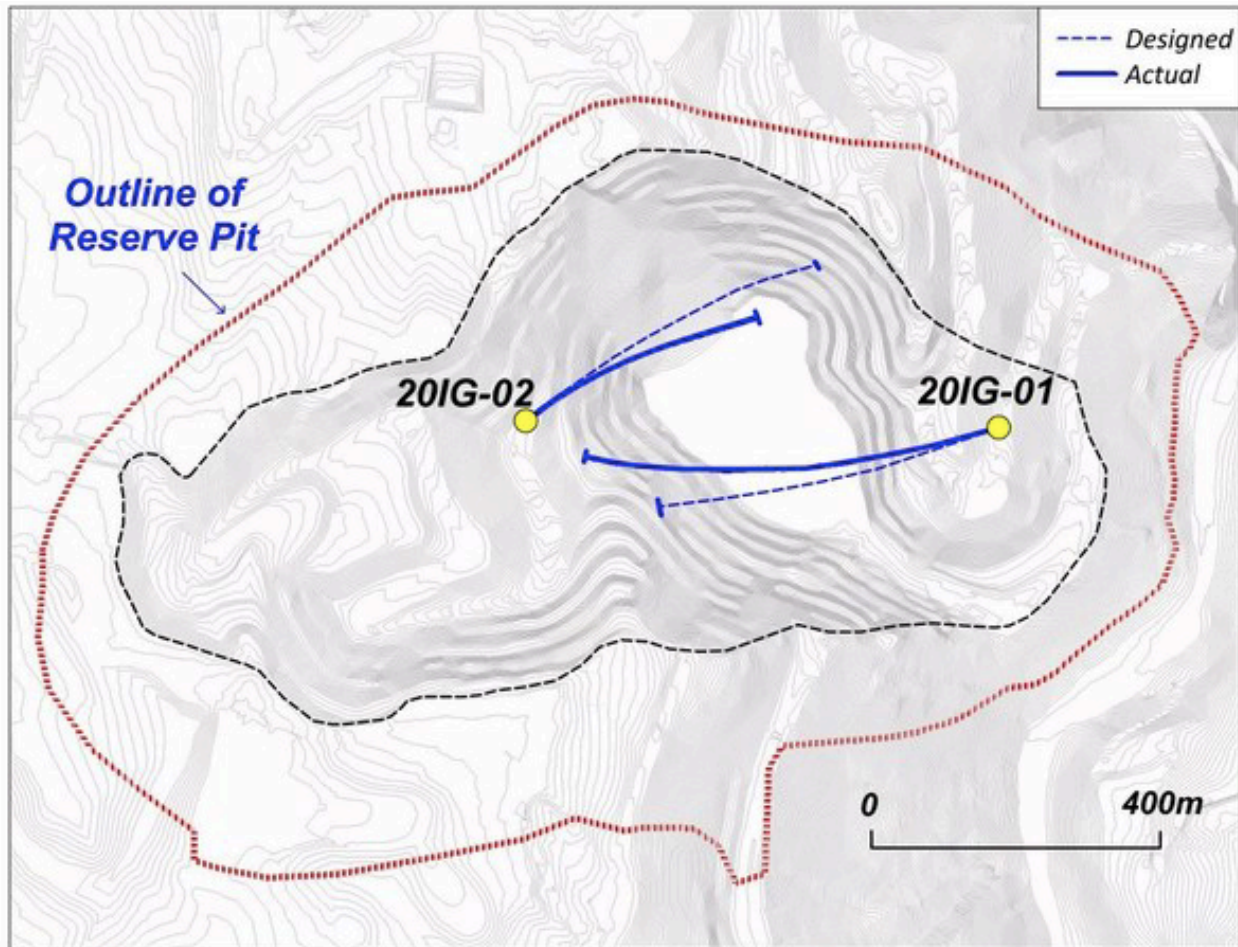 Designed
Actual
Outline of
Reserve Pit
20IG-02
20IG-01
0 400m